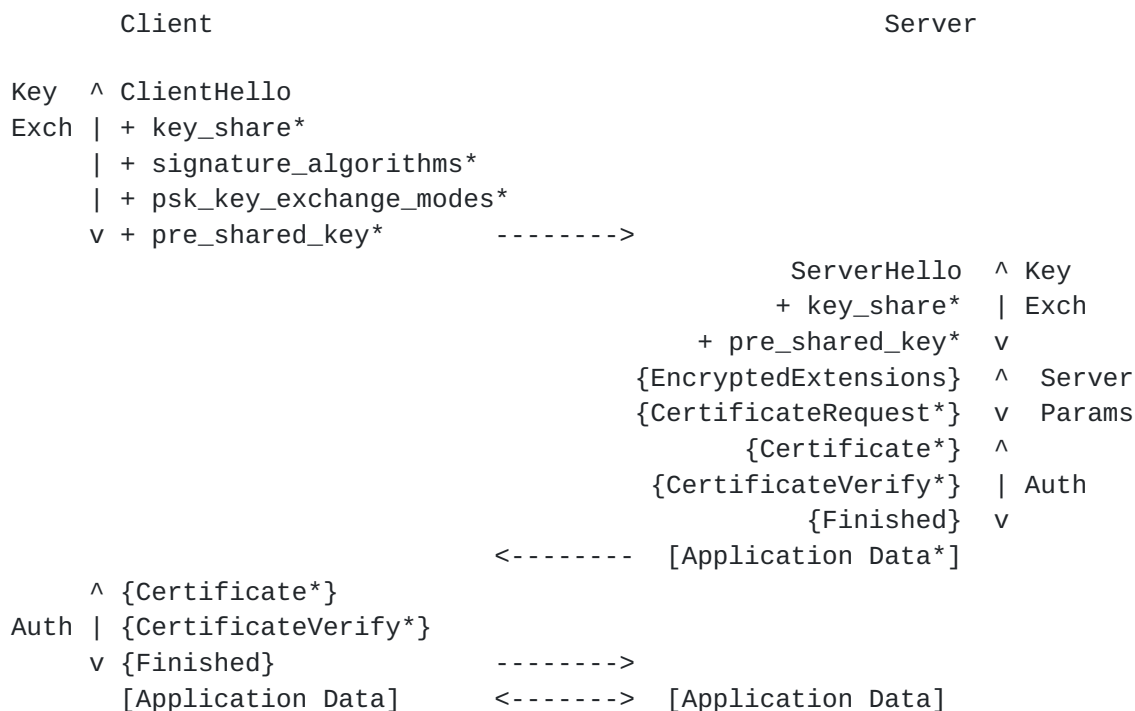 Client                                           Server

Key  ^ ClientHello
Exch | + key_share*
     | + signature_algorithms*
     | + psk_key_exchange_modes*
     v + pre_shared_key*       -------->
                                                  ServerHello  ^ Key
                                                 + key_share*  | Exch
                                            + pre_shared_key*  v
                                        {EncryptedExtensions}  ^  Server
                                        {CertificateRequest*}  v  Params
                                               {Certificate*}  ^
                                         {CertificateVerify*}  | Auth
                                                   {Finished}  v
                               <--------  [Application Data*]
     ^ {Certificate*}
Auth | {CertificateVerify*}
     v {Finished}              -------->
       [Application Data]      <------->  [Application Data]